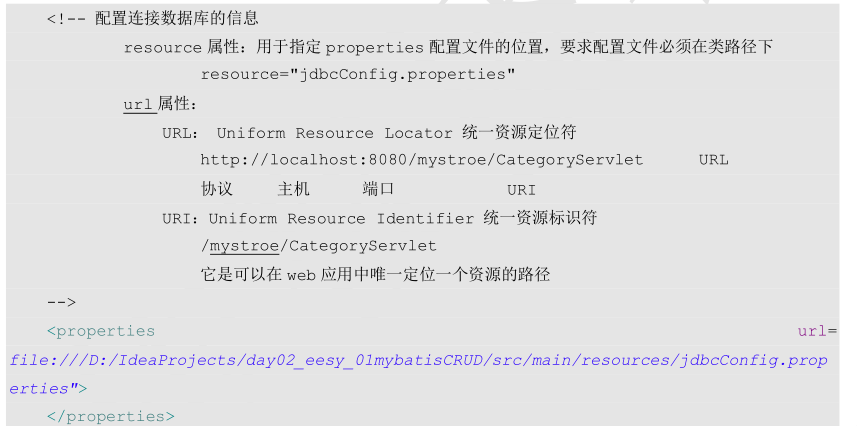 <!-- 配置连接数据库的信息
resource 属性：用于指定 properties 配置文件的位置，要求配置文件必须在类路径下
resource="jdbcConfig.properties"
url 属性：
URL： Uniform Resource Locator 统一资源定位符
http://localhost:8080/mystroe/CategoryServlet URL
协议 主机 端口 URI
URI：Uniform Resource Identifier 统一资源标识符
/mystroe/CategoryServlet
它是可以在 web 应用中唯一定位一个资源的路径
-->
<properties url=
file:///D:/IdeaProjects/day02_eesy_01mybatisCRUD/src/main/resources/jdbcConfig.prop
erties">
</properties>